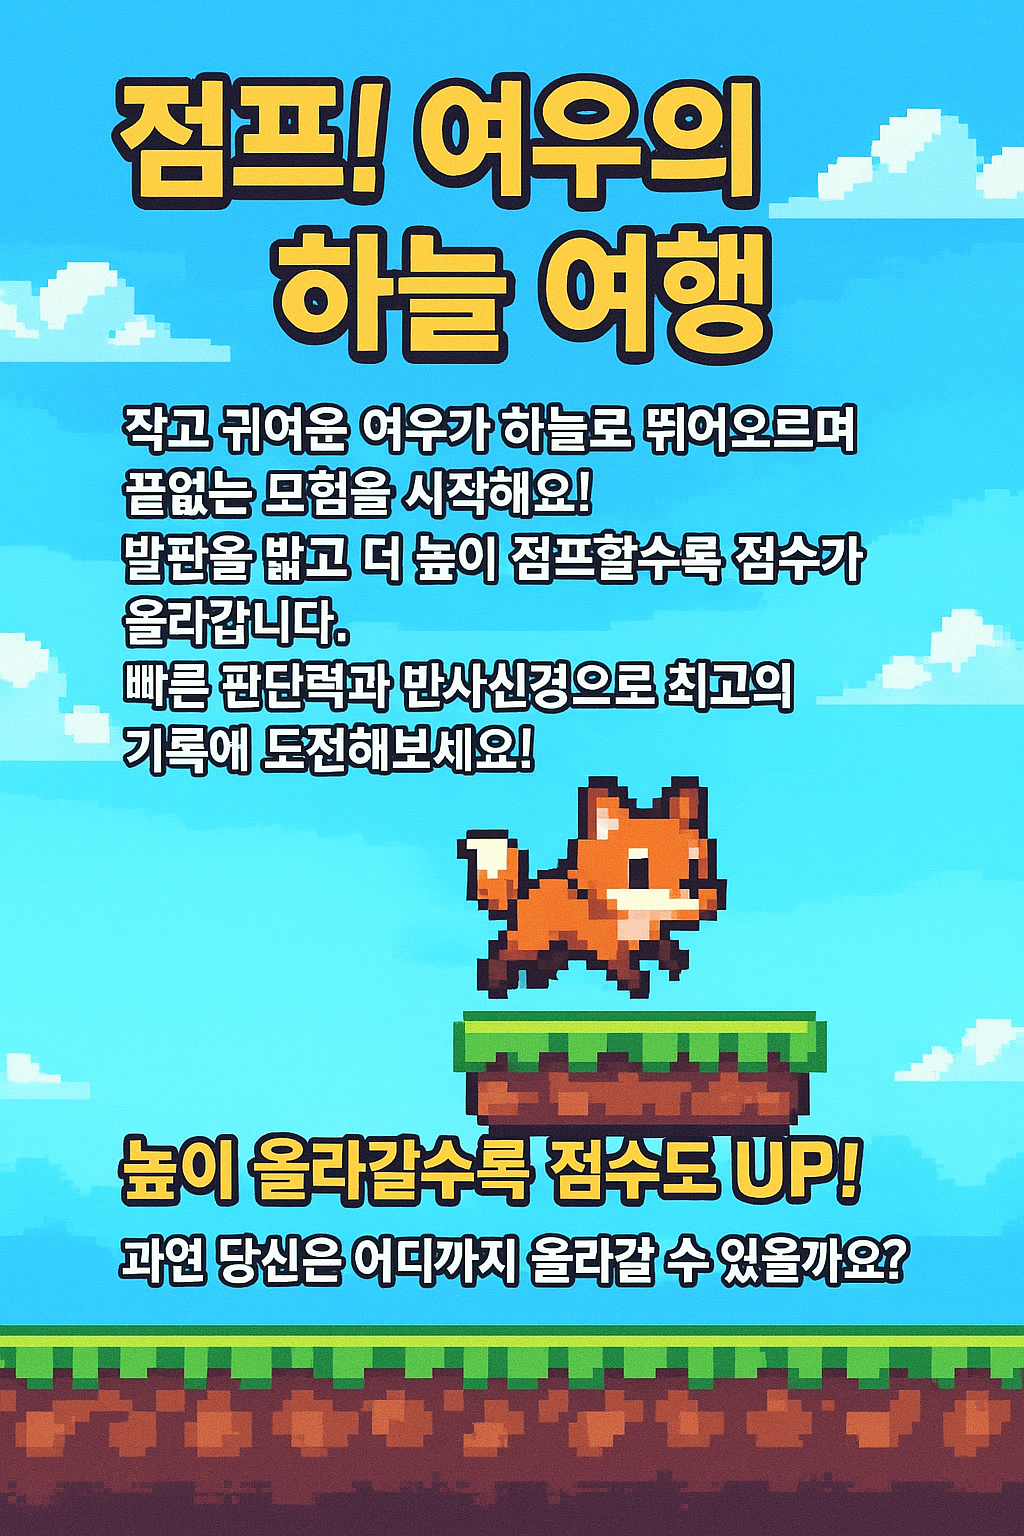 점프! 여우의
하늘 여행
작고 귀여운 여우가 하늘로 뛰어오르며
끝없는 모험을 시작해요!
발판을 밟고 더 높이 점프할수록 점수가
올라갑니다.
빠른 판단력과 반사신경으로 최고의
기록에 도전해보세요!
높이 올라갈수록 점수도 UP!
과연 당신은 어디까지 올라갈 수 있을까요?